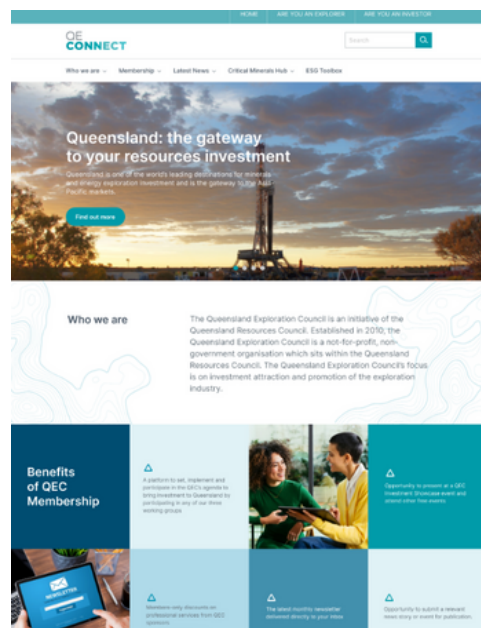 HOME ARE YOU AN EXPLORER ARE YOU AN INVESTOR
QE
CONNECT
Search
Who we are Membership Latest News Critical Minerals Hub ESG Toolbox
Queensland: the gateway
to your resources investment
Queensland is one of the world's leading destinations for minerals
and energy exploration investment and is the gateway to the Asia
Pacific markets.
Find out more
Who we are
The Queensland Exploration Council is an initiative of the
Queensland Resources Council. Established in 2010, the
Queensland Exploration Council is a not-for-profit, non-
government organisation which sits within the Queensland
Resources Council. The Queensland Exploration Council's focus
is on investment attraction and promotion of the exploration
industry.
Benefits
of QEC
Membership
A platform to set, implement and
participate in the QEC's agenda to
bring investment to Queensland by
participating in any of our three
working groups
Opportunity to present at a QEC
Investment Showcase event and
attend other free events
NEWSLETTER
Members-only discounts on
professional services from QEC
sponsors.
The latest monthly newsletter
delivered directly to your inbox.
Opportunity to submit a relevant
news story or event for publication.